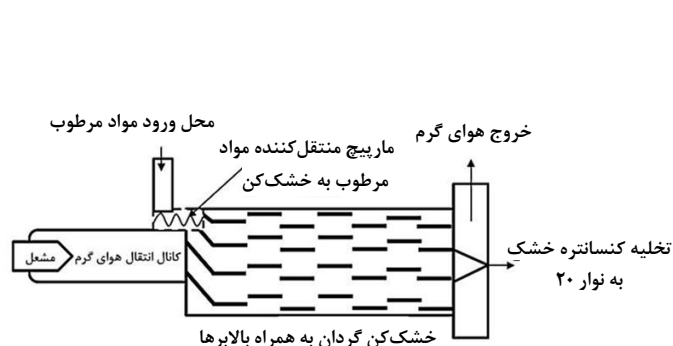 محل ورود مواد مرطوب
مارپیچ منتقل‌کننده مواد
مرطوب به خشک‌کن
خروج هوای گرم
مشعل
کانال انتقال هوای گرم
تخلیه کنسانتره خشک
به نوار ۲۰
خشک‌کن گردان به همراه بالابرها